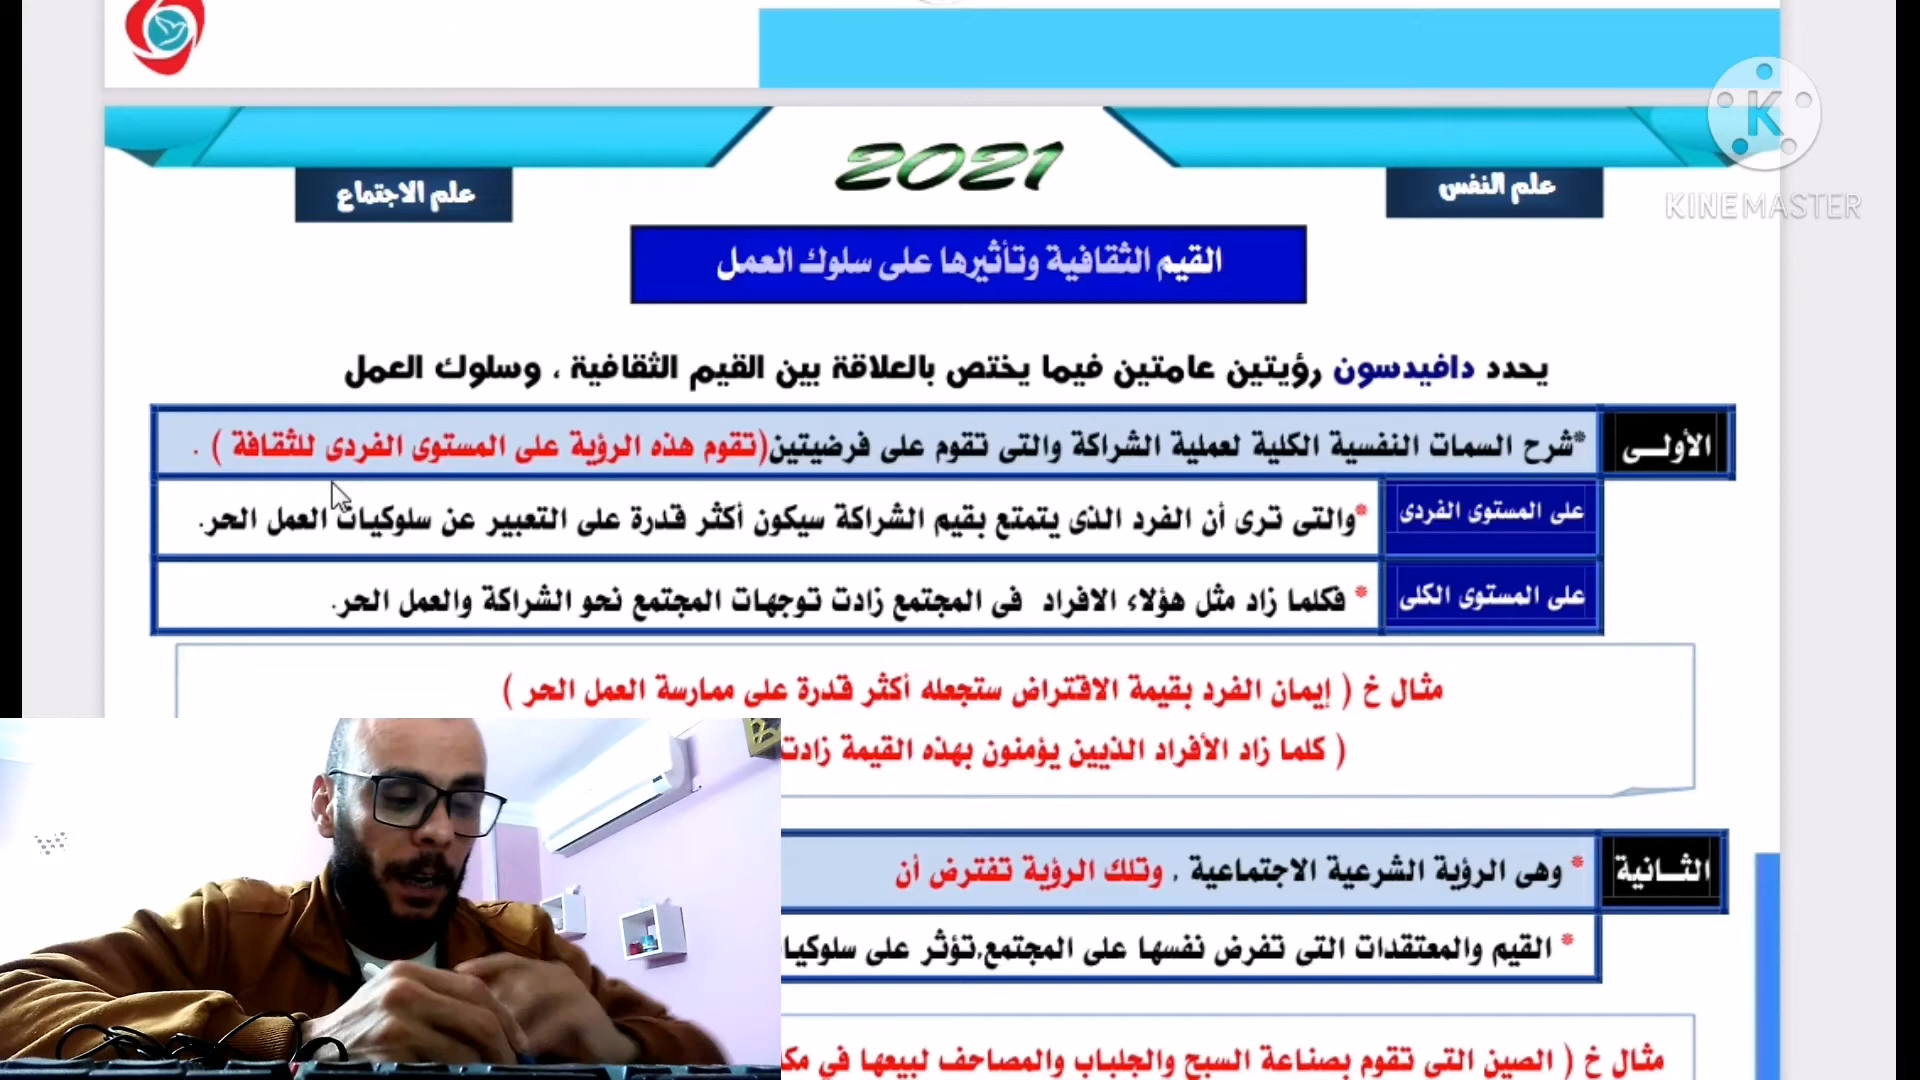 2021
علم النفس
علم الاجتماع
KINEMASTER
القيم الثقافية وتأثيرها على سلوك العمل
يحدد دافيدسون رؤيتين عامتين فيما يختص بالعلاقة بين القيم الثقافية ، وسلوك العمل
الأولى
*شرح السمات النفسية الكلية لعملية الشراكة والتى تقوم على فرضيتين(تقوم هذه الرؤية على المستوى الفردى للثقافة ) .
على المستوى الفردى
*والتى ترى أن الفرد الذى يتمتع بقيم الشراكة سيكون أكثر قدرة على التعبير عن سلوكيات العمل الحر.
على المستوى الكلى
* فكلما زاد مثل هؤلاء الافراد فى المجتمع زادت توجهات المجتمع نحو الشراكة والعمل الحر.
مثال خ ( إيمان الفرد بقيمة الاقتراض ستجعله أكثر قدرة على ممارسة العمل الحر )
( كلما زاد الأفراد الذيين يؤمنون بهذه القيمة زادت
الثانية
* وهى الرؤية الشرعية الاجتماعية ، وتلك الرؤية تفترض أن
* القيم والمعتقدات التى تفرض نفسها على المجتمع،تؤثر على
مثال خ ( الصين التى تقوم بصناعة السبح والجلباب والمصاحف لبيعها في